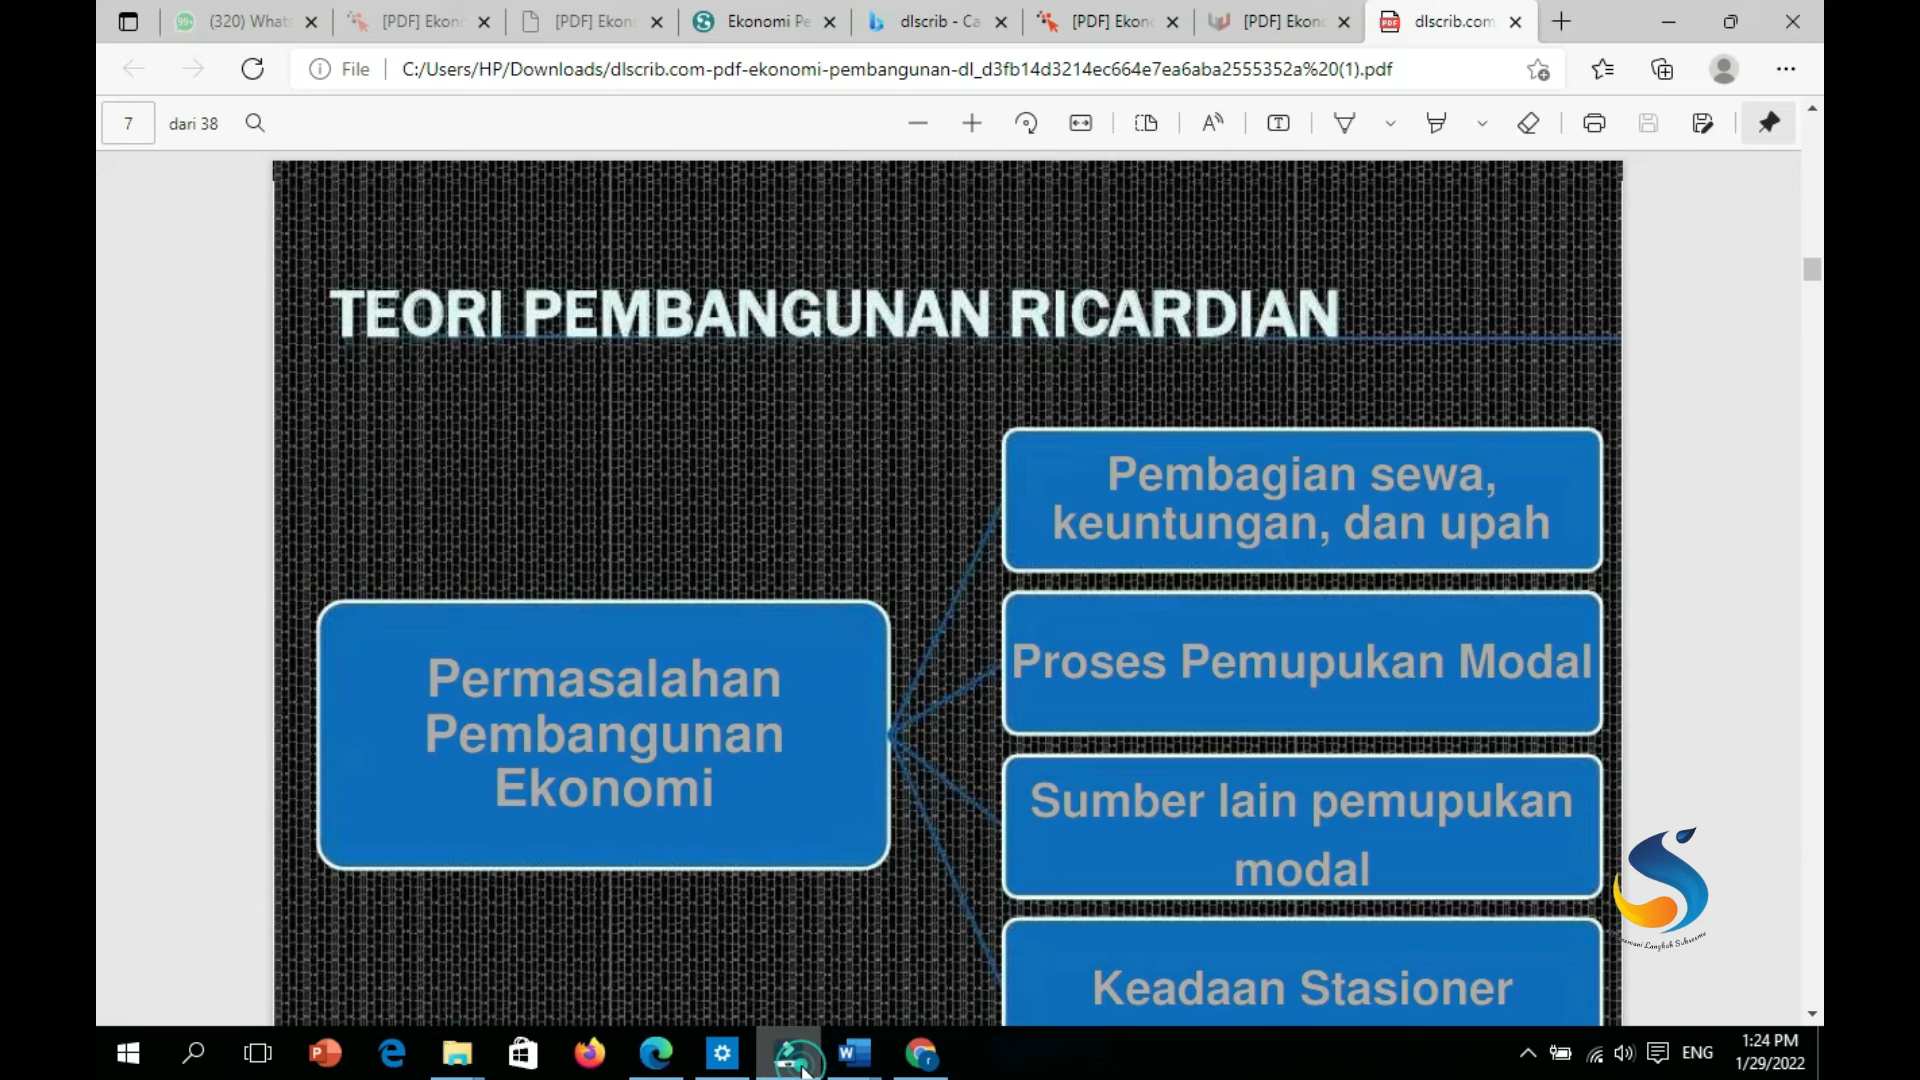 (320) What
[PDF] Ekon
[PDF] Ekon
Ekonomi Pe
dlscrib - Ca
[PDF] Ekon
[PDF] Ekon
dlscrib.com
File
C:/Users/HP/Downloads/dlscrib.com-pdf-ekonomi-pembangunan-dl_d3fb14d3214ec664e7ea6aba2555352a%20(1).pdf
7 dari 38
TEORI PEMBANGUNAN RICARDIAN
Permasalahan
Pembangunan
Ekonomi
Pembagian sewa,
keuntungan, dan upah
Proses Pemupukan Modal
Sumber lain pemupukan
modal
Keadaan Stasioner
Langkah Suksesmu
ENG
1:24 PM
1/29/2022